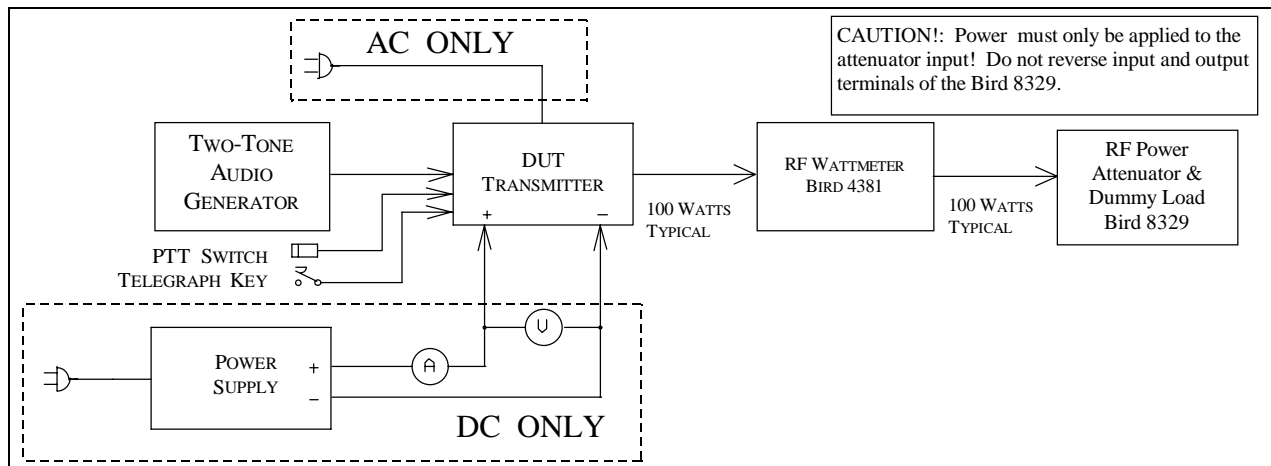 AC ONLY
CAUTION!: Power must only be applied to the
attenuator input! Do not reverse input and output
terminals of the Bird 8329.
TWO-TONE
AUDIO
GENERATOR
DUT
TRANSMITTER
+ −
RF WATTMETER
BIRD 4381
RF Power
Attenuator &
Dummy Load
Bird 8329
100 WATTS
TYPICAL
100 WATTS
TYPICAL
PTT SWITCH
TELEGRAPH KEY
V
A
POWER
SUPPLY
+
−
DC ONLY